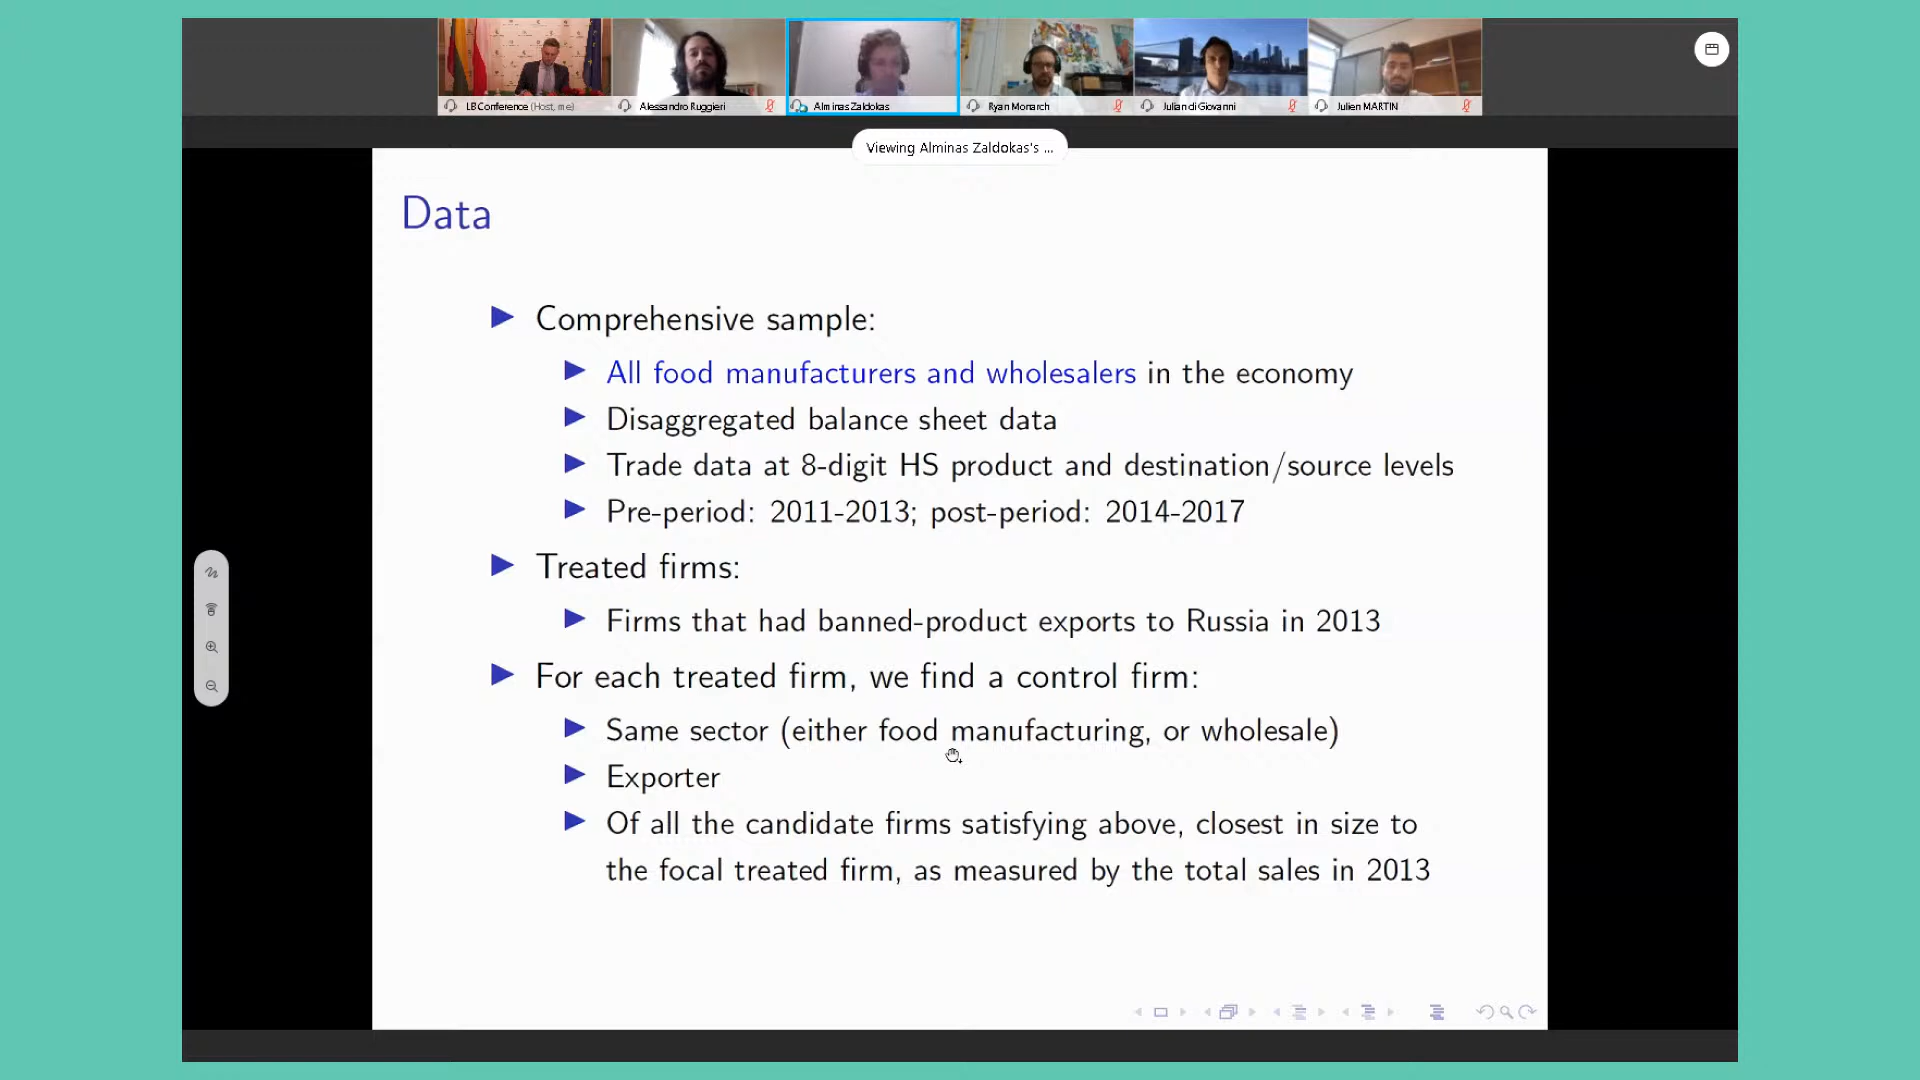 LB Conference (Host, me)
Alessandro Ruggieri
Alminas Zaldokas
Ryan Monarch
Julian di Giovanni
Julien MARTIN
Viewing Alminas Zaldokas's ...
Data
Comprehensive sample:
All food manufacturers and wholesalers in the economy
Disaggregated balance sheet data
Trade data at 8-digit HS product and destination/source levels
Pre-period: 2011-2013; post-period: 2014-2017
Treated firms:
Firms that had banned-product exports to Russia in 2013
For each treated firm, we find a control firm:
Same sector (either food manufacturing, or wholesale)
Exporter
Of all the candidate firms satisfying above, closest in size to
the focal treated firm, as measured by the total sales in 2013